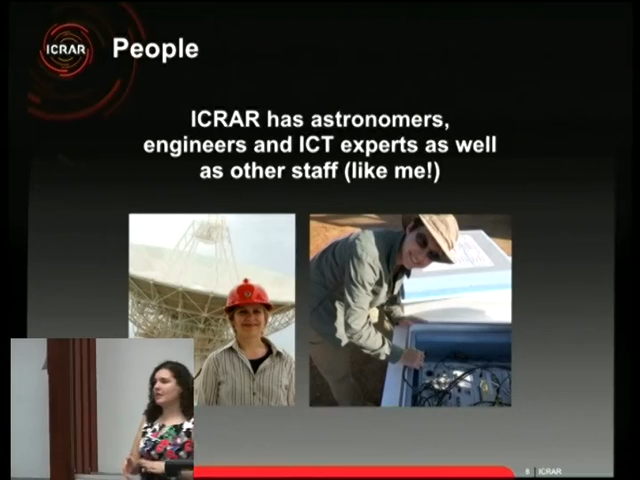 ICRAR
People
ICRAR has astronomers,
engineers and ICT experts as well
as other staff (like me!)
8 ICRAR